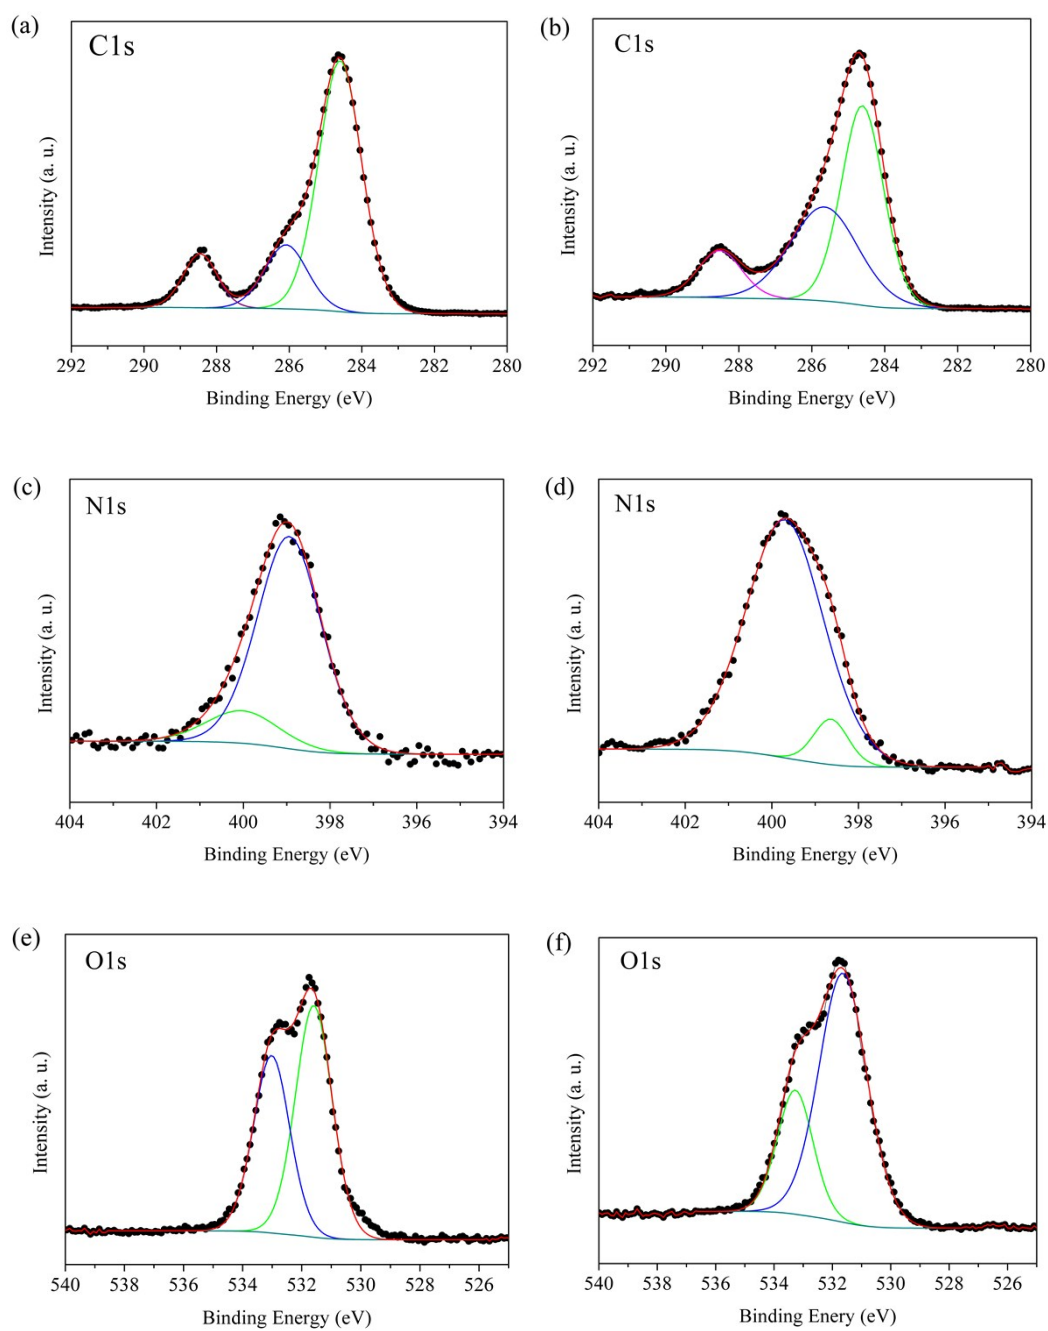 (a)
C1s
Intensity (a. u.)
292 290 288 286 284 282 280
Binding Energy (eV)
(b)
C1s
Intensity (a. u.)
292 290 288 286 284 282 280
Binding Energy (eV)
(c)
N1s
Intensity (a. u.)
404 402 400 398 396 394
Binding Energy (eV)
(d)
N1s
Intensity (a. u.)
404 402 400 398 396 394
Binding Energy (eV)
(e)
O1s
Intensity (a. u.)
540 538 536 534 532 530 528 526
Binding Energy (eV)
(f)
O1s
Intensity (a. u.)
540 538 536 534 532 530 528 526
Binding Enery (eV)